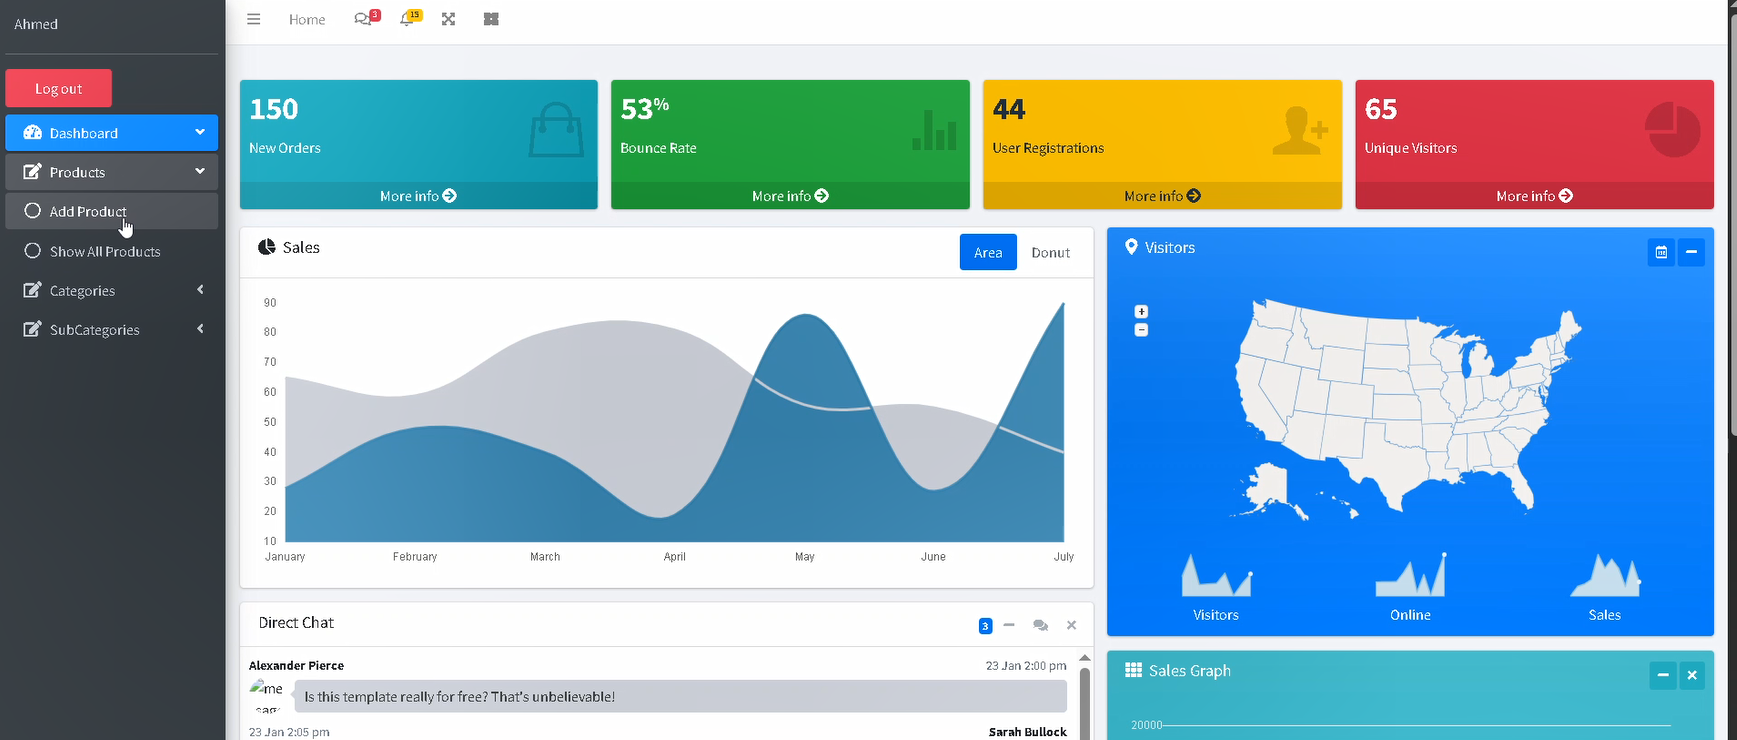 Ahmed
Log out
Dashboard
Products
Add Product
Show All Products
Categories
SubCategories
Home
3
15
150
New Orders
More info
53%
Bounce Rate
More info
44
User Registrations
More info
65
Unique Visitors
More info
Sales
Area
Donut
90
80
70
60
50
40
30
20
10
January
February
March
April
May
June
July
Visitors
+
−
Visitors
Online
Sales
Direct Chat
3
Alexander Pierce
23 Jan 2:00 pm
me
sag
Is this template really for free? That's unbelievable!
23 Jan 2:05 pm
Sarah Bullock
Sales Graph
20000